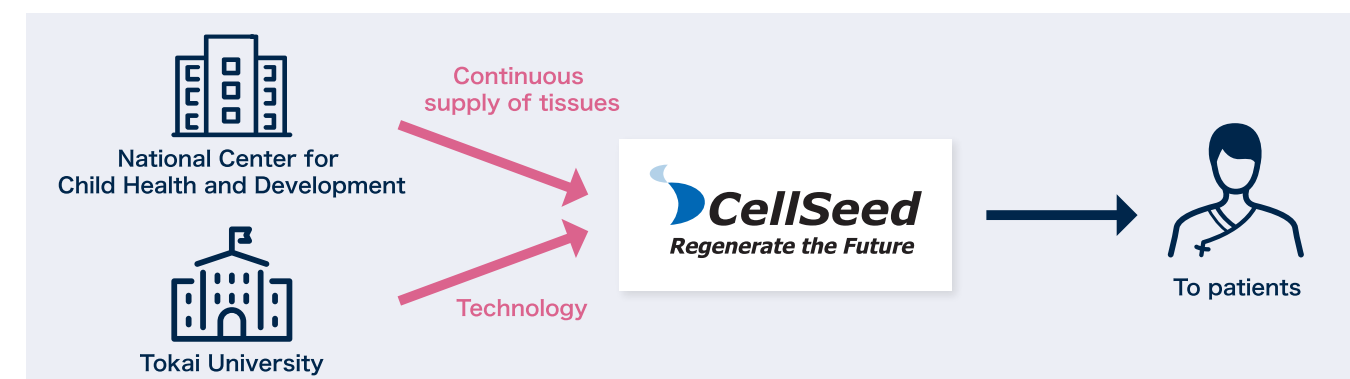 National Center for
Child Health and Development
Continuous
supply of tissues
Tokai University
Technology
CellSeed
Regenerate the Future
To patients